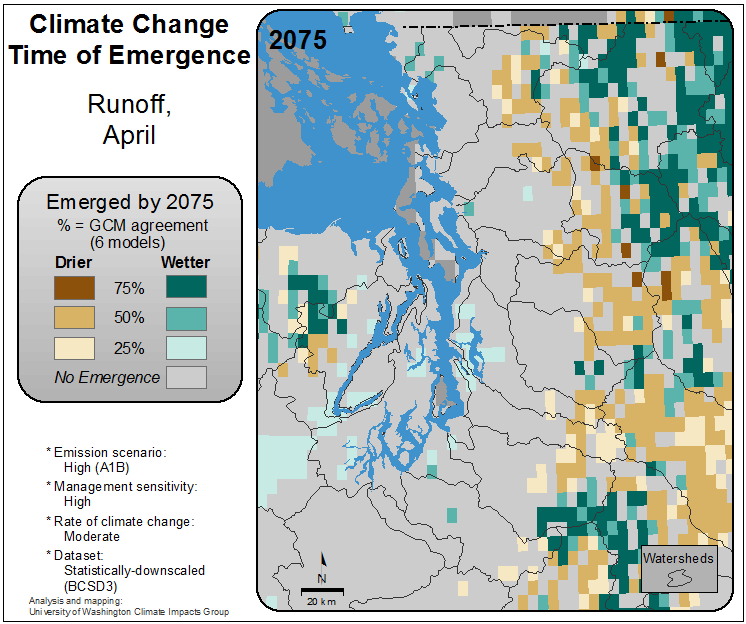 Climate Change
Time of Emergence
Runoff,
April
Emerged by 2075
% = GCM agreement
(6 models)
Drier Wetter
75%
50%
25%
No Emergence
* Emission scenario:
High (A1B)
* Management sensitivity:
High
* Rate of climate change:
Moderate
* Dataset:
Statistically-downscaled
(BCSD3)
Analysis and mapping:
University of Washington Climate Impacts Group
2075
N
20 km
Watersheds